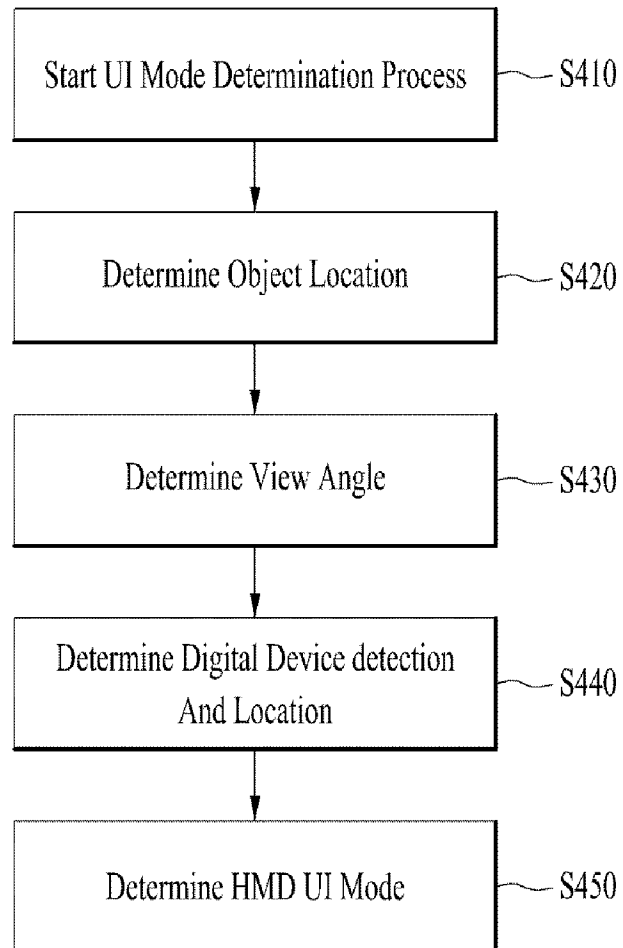 Start UI Mode Determination Process
S410
Determine Object Location
S420
Determine View Angle
S430
Determine Digital Device detection
And Location
S440
Determine HMD UI Mode
S450